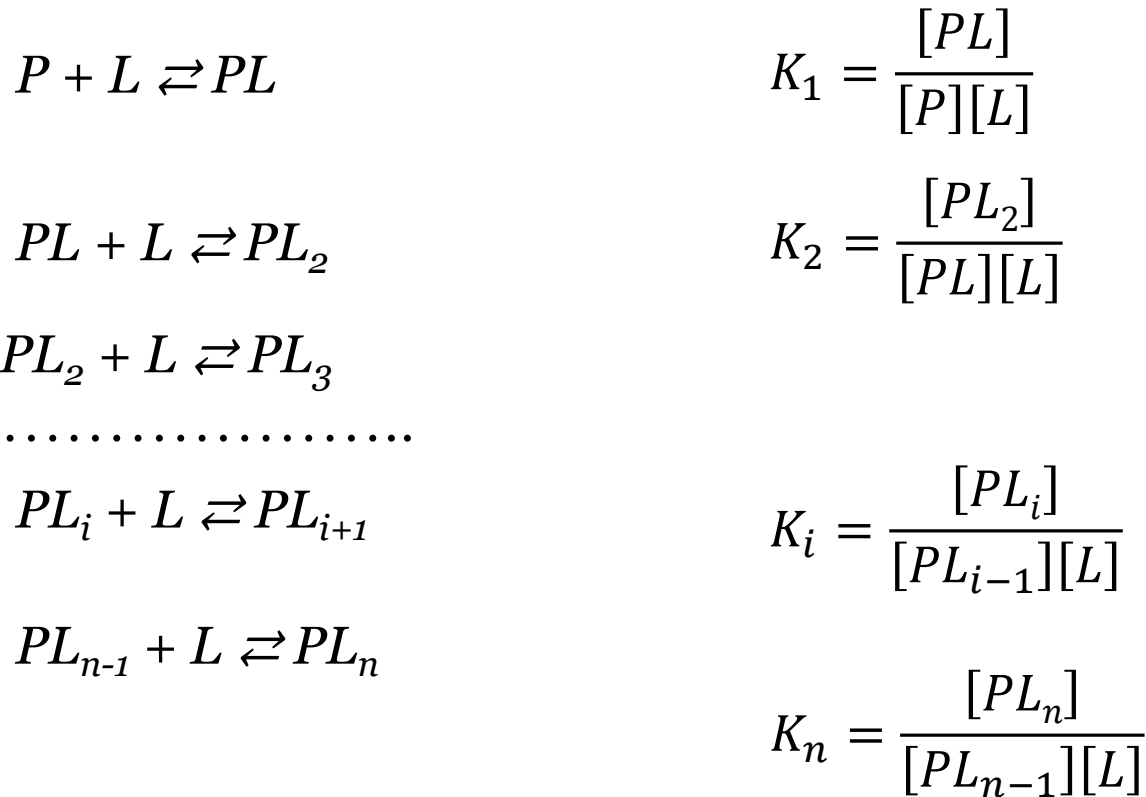 P + L ⇄ PL    K₁ = [PL] / [P][L]
PL + L ⇄ PL₂    K₂ = [PL₂] / [PL][L]
PL₂ + L ⇄ PL₃
………………….
PLᵢ + L ⇄ PLᵢ₊₁    Kᵢ = [PLᵢ] / [PLᵢ₋₁][L]
PLₙ₋₁ + L ⇄ PLₙ    Kₙ = [PLₙ] / [PLₙ₋₁][L]